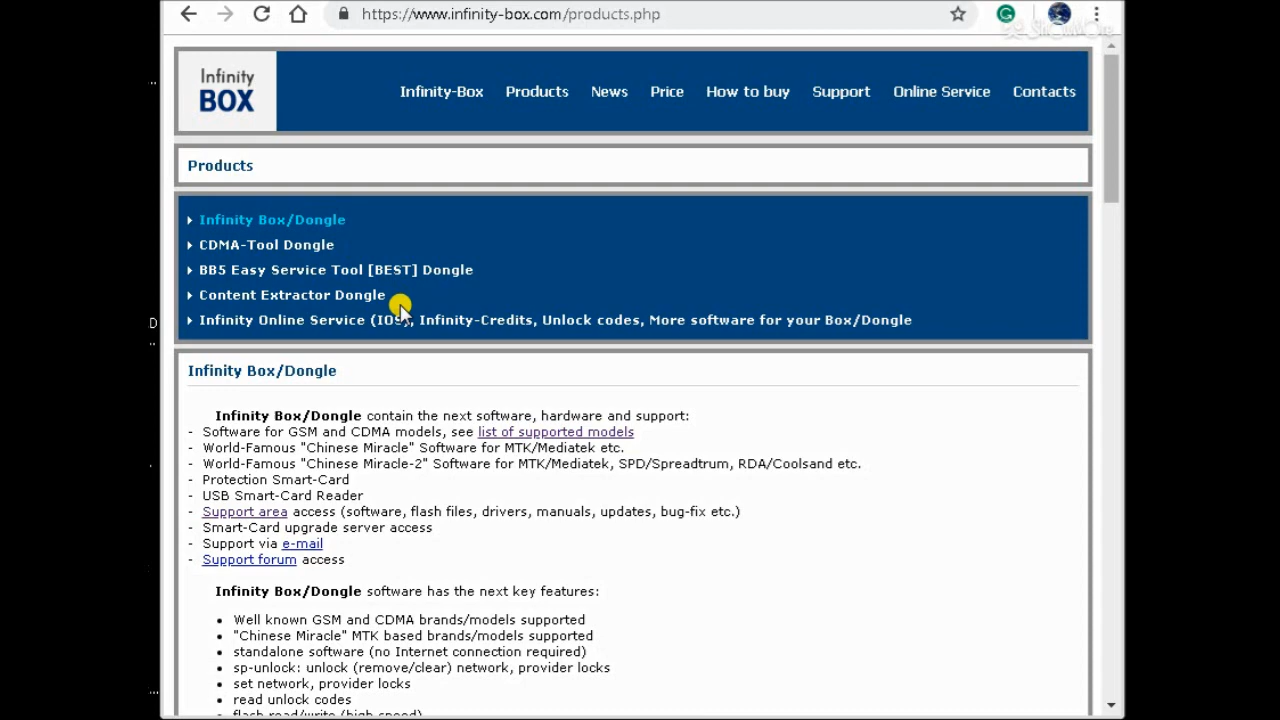 https://www.infinity-box.com/products.php
ShowMore
Infinity
BOX
Infinity-Box Products News Price How to buy Support Online Service Contacts
Products
Infinity Box/Dongle
CDMA-Tool Dongle
BB5 Easy Service Tool [BEST] Dongle
Content Extractor Dongle
D
Infinity Online Service (IOS), Infinity-Credits, Unlock codes, More software for your Box/Dongle
Infinity Box/Dongle
Infinity Box/Dongle contain the next software, hardware and support:
- Software for GSM and CDMA models, see list of supported models
- World-Famous "Chinese Miracle" Software for MTK/Mediatek etc.
- World-Famous "Chinese Miracle-2" Software for MTK/Mediatek, SPD/Spreadtrum, RDA/Coolsand etc.
- Protection Smart-Card
- USB Smart-Card Reader
- Support area access (software, flash files, drivers, manuals, updates, bug-fix etc.)
- Smart-Card upgrade server access
- Support via e-mail
- Support forum access
Infinity Box/Dongle software has the next key features:
• Well known GSM and CDMA brands/models supported
• "Chinese Miracle" MTK based brands/models supported
• standalone software (no Internet connection required)
• sp-unlock: unlock (remove/clear) network, provider locks
• set network, provider locks
• read unlock codes
• flash read/write (high speed)